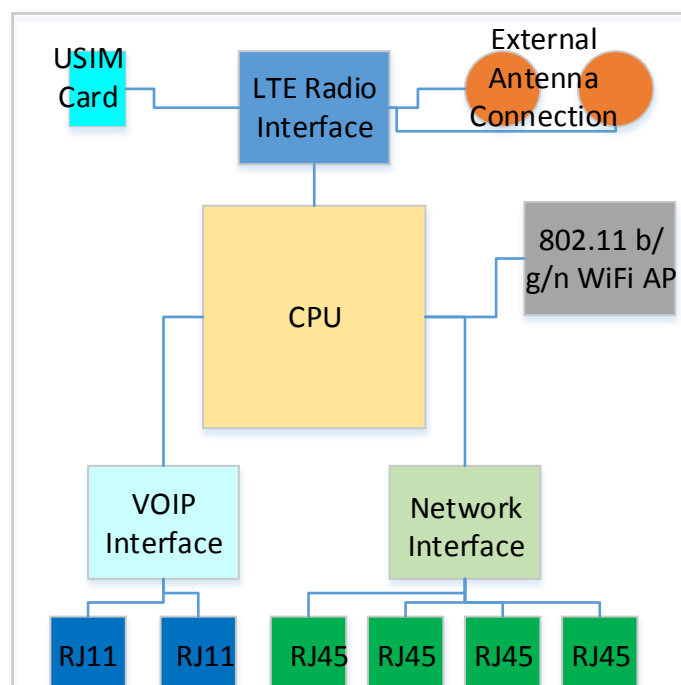 USIM
Card
LTE Radio
Interface
External
Antenna
Connection
802.11 b/
g/n WiFi AP
CPU
VOIP
Interface
Network
Interface
RJ11
RJ11
RJ45
RJ45
RJ45
RJ45